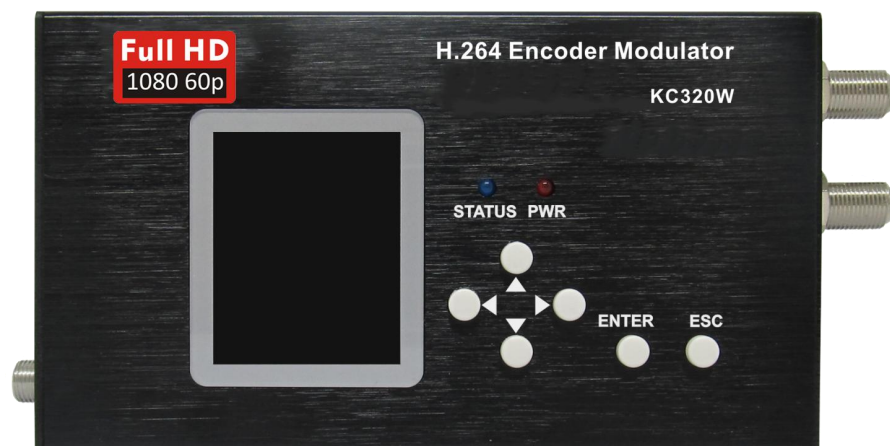 Full HD
1080 60p
H.264 Encoder Modulator
KC320W
STATUS PWR
ENTER ESC